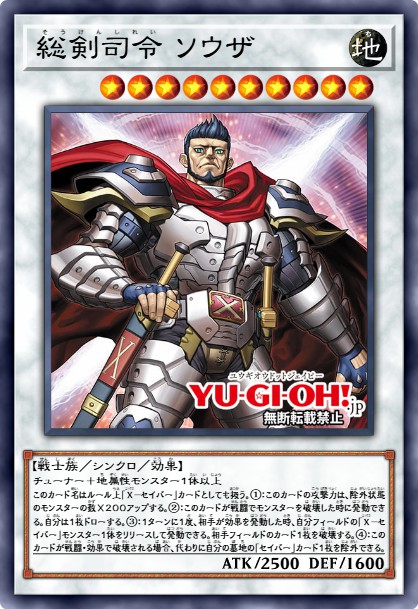 そうけんしれい
総剣司令 ソウザ
ち
地
ユウギオウドットジェイピー
YU-GI-OH!.jp
無断転載禁止
【戦士族／シンクロ／効果】
チューナー＋地属性モンスター1体以上
このカード名はルール上「X－セイバー」カードとしても扱う。①：このカードの攻撃力は、除外状態
のモンスターの数×200アップする。②：このカードが戦闘でモンスターを破壊した時に発動でき
る。自分は1枚ドローする。③：1ターンに1度、相手が効果を発動した時、自分フィールドの「X－セイ
バー」モンスター1体をリリースして発動できる。相手フィールドのカード1枚を破壊する。④：この
カードが戦闘・効果で破壊される場合、代わりに自分の墓地の「セイバー」カード1枚を除外できる。
ATK/2500 DEF/1600